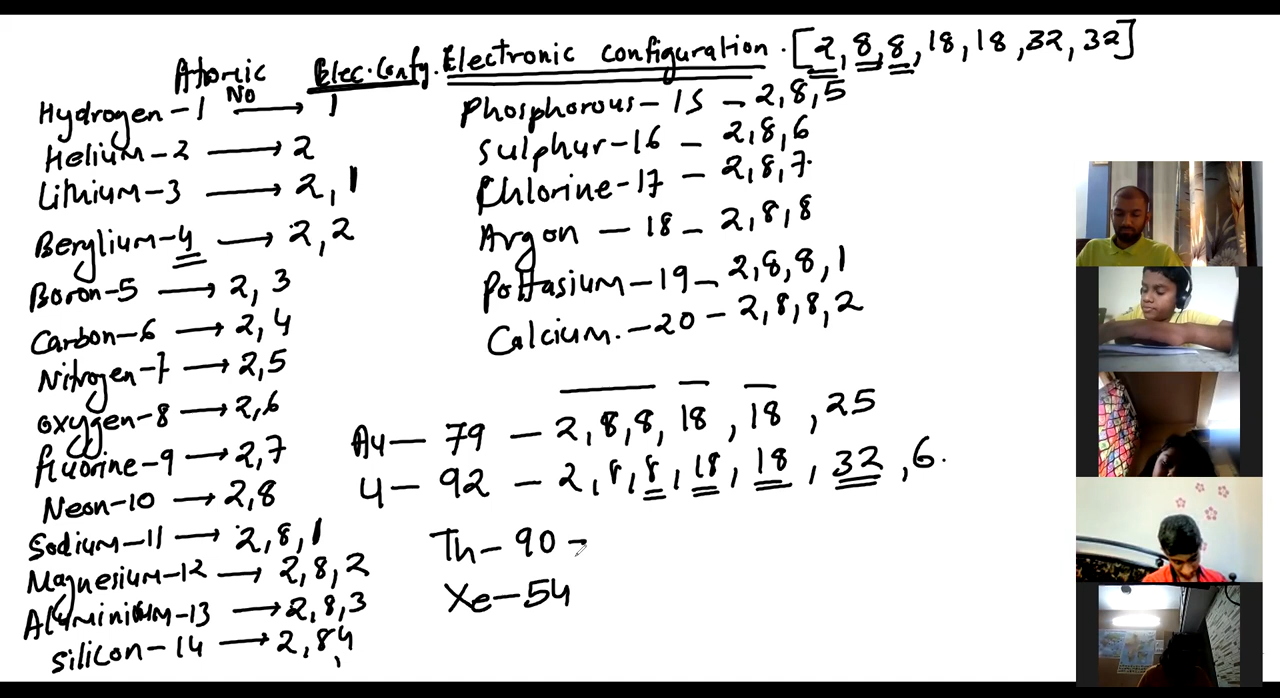 Atomic No Elec. Confg. Electronic configuration. [2, 8, 8, 18, 18, 32, 32]
Hydrogen-1 → 1
Helium-2 → 2
Lithium-3 → 2, 1
Berylium-4 → 2, 2
Boron-5 → 2, 3
Carbon-6 → 2, 4
Nitrogen-7 → 2,5
oxygen-8 → 2,6
fluorine-9 → 2,7
Neon-10 → 2,8
Sodium-11 → 2,8,1
Magnesium-12 → 2,8,2
Aluminium-13 → 2,8,3
Silicon-14 → 2,8,4
Phosphorous-15 - 2,8,5
Sulphur-16 - 2,8,6
Chlorine-17 - 2,8,7.
Argon - 18 - 2,8,8
Pottasium-19 - 2,8,8,1
Calcium.-20 - 2,8,8,2
Au - 79 - 2,8,8, 18, 18, 25
U - 92 - 2,8,8,18,18, 32, 6.
Th-90 -
Xe-54